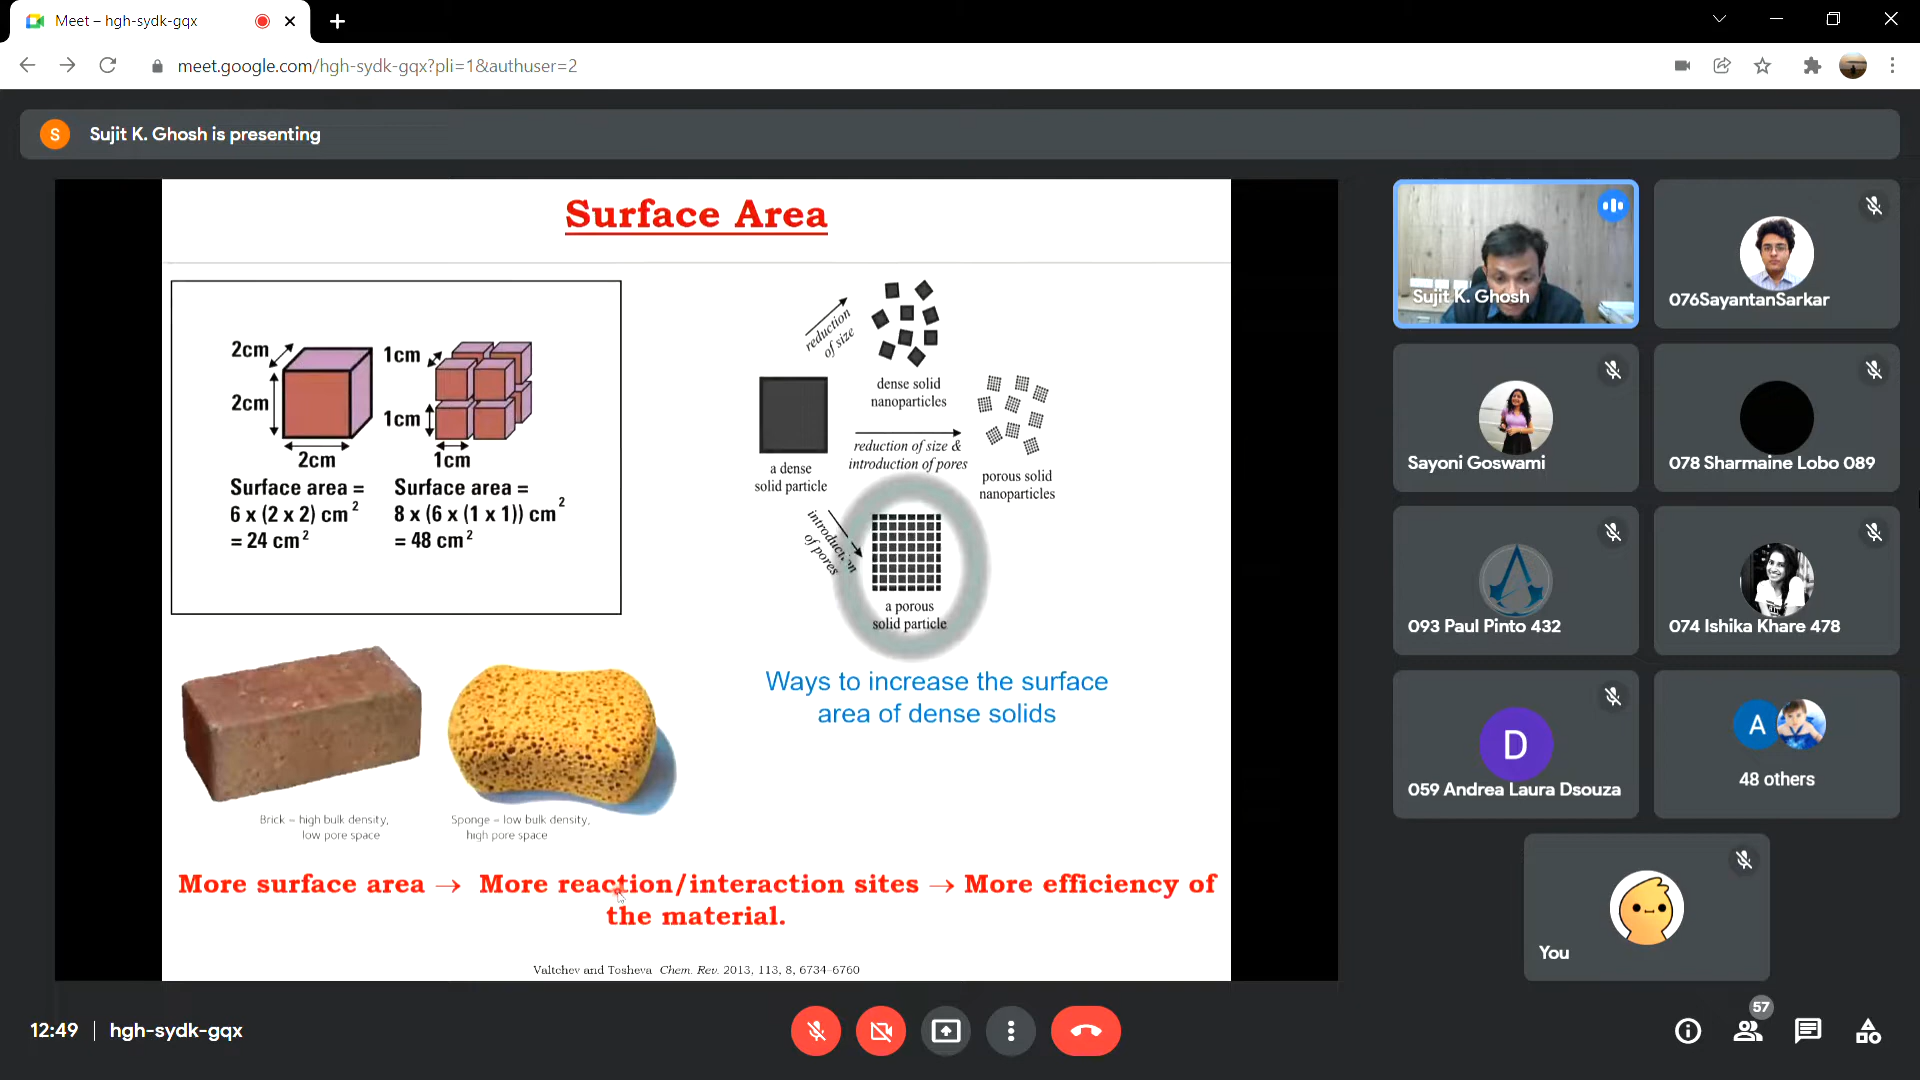 Meet – hgh-sydk-gqx
meet.google.com/hgh-sydk-gqx?pli=1&authuser=2
S
Sujit K. Ghosh is presenting
Surface Area
2cm
2cm
2cm
1cm
1cm
1cm
Surface area =
6 x (2 x 2) cm²
= 24 cm²
Surface area =
8 x (6 x (1 x 1)) cm²
= 48 cm²
reduction
of size
dense solid
nanoparticles
a dense
solid particle
reduction of size &
introduction of pores
porous solid
nanoparticles
introduction
of pores
a porous
solid particle
Ways to increase the surface
area of dense solids
Brick – high bulk density,
low pore space
Sponge – low bulk density,
high pore space
More surface area → More reaction/interaction sites → More efficiency of
the material.
Valtchev and Tosheva Chem. Rev. 2013, 113, 8, 6734–6760
Sujit K. Ghosh
076SayantanSarkar
Sayoni Goswami
078 Sharmaine Lobo 089
093 Paul Pinto 432
074 Ishika Khare 478
D
059 Andrea Laura Dsouza
A
48 others
You
12:49
hgh-sydk-gqx
57